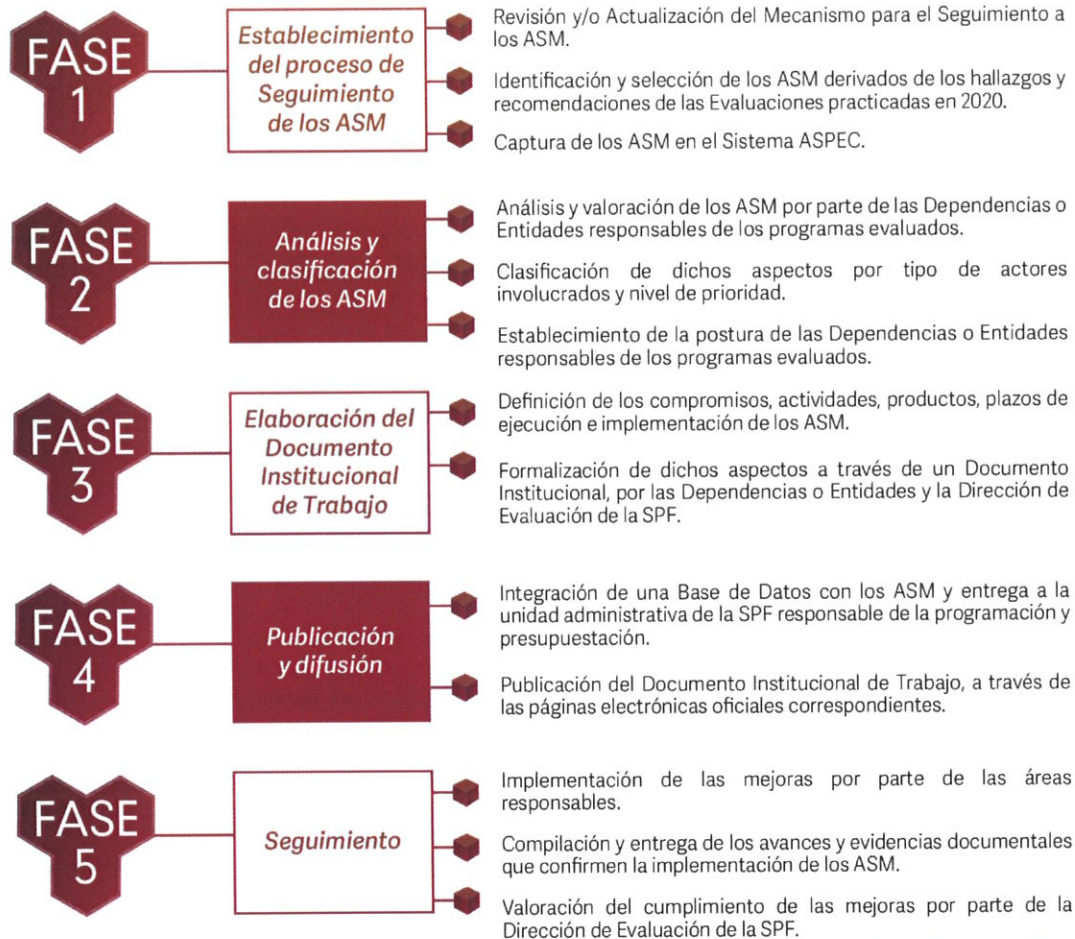 FASE
1
Establecimiento
del proceso de
Seguimiento
de los ASM
Revisión y/o Actualización del Mecanismo para el Seguimiento a
los ASM.
Identificación y selección de los ASM derivados de los hallazgos y
recomendaciones de las Evaluaciones practicadas en 2020.
Captura de los ASM en el Sistema ASPEC.
FASE
2
Análisis y
clasificación
de los ASM
Análisis y valoración de los ASM por parte de las Dependencias o
Entidades responsables de los programas evaluados.
Clasificación de dichos aspectos por tipo de actores
involucrados y nivel de prioridad.
Establecimiento de la postura de las Dependencias o Entidades
responsables de los programas evaluados.
FASE
3
Elaboración del
Documento
Institucional
de Trabajo
Definición de los compromisos, actividades, productos, plazos de
ejecución e implementación de los ASM.
Formalización de dichos aspectos a través de un Documento
Institucional, por las Dependencias o Entidades y la Dirección de
Evaluación de la SPF.
FASE
4
Publicación
y difusión
Integración de una Base de Datos con los ASM y entrega a la
unidad administrativa de la SPF responsable de la programación y
presupuestación.
Publicación del Documento Institucional de Trabajo, a través de
las páginas electrónicas oficiales correspondientes.
FASE
5
Seguimiento
Implementación de las mejoras por parte de las áreas
responsables.
Compilación y entrega de los avances y evidencias documentales
que confirmen la implementación de los ASM.
Valoración del cumplimiento de las mejoras por parte de la
Dirección de Evaluación de la SPF.